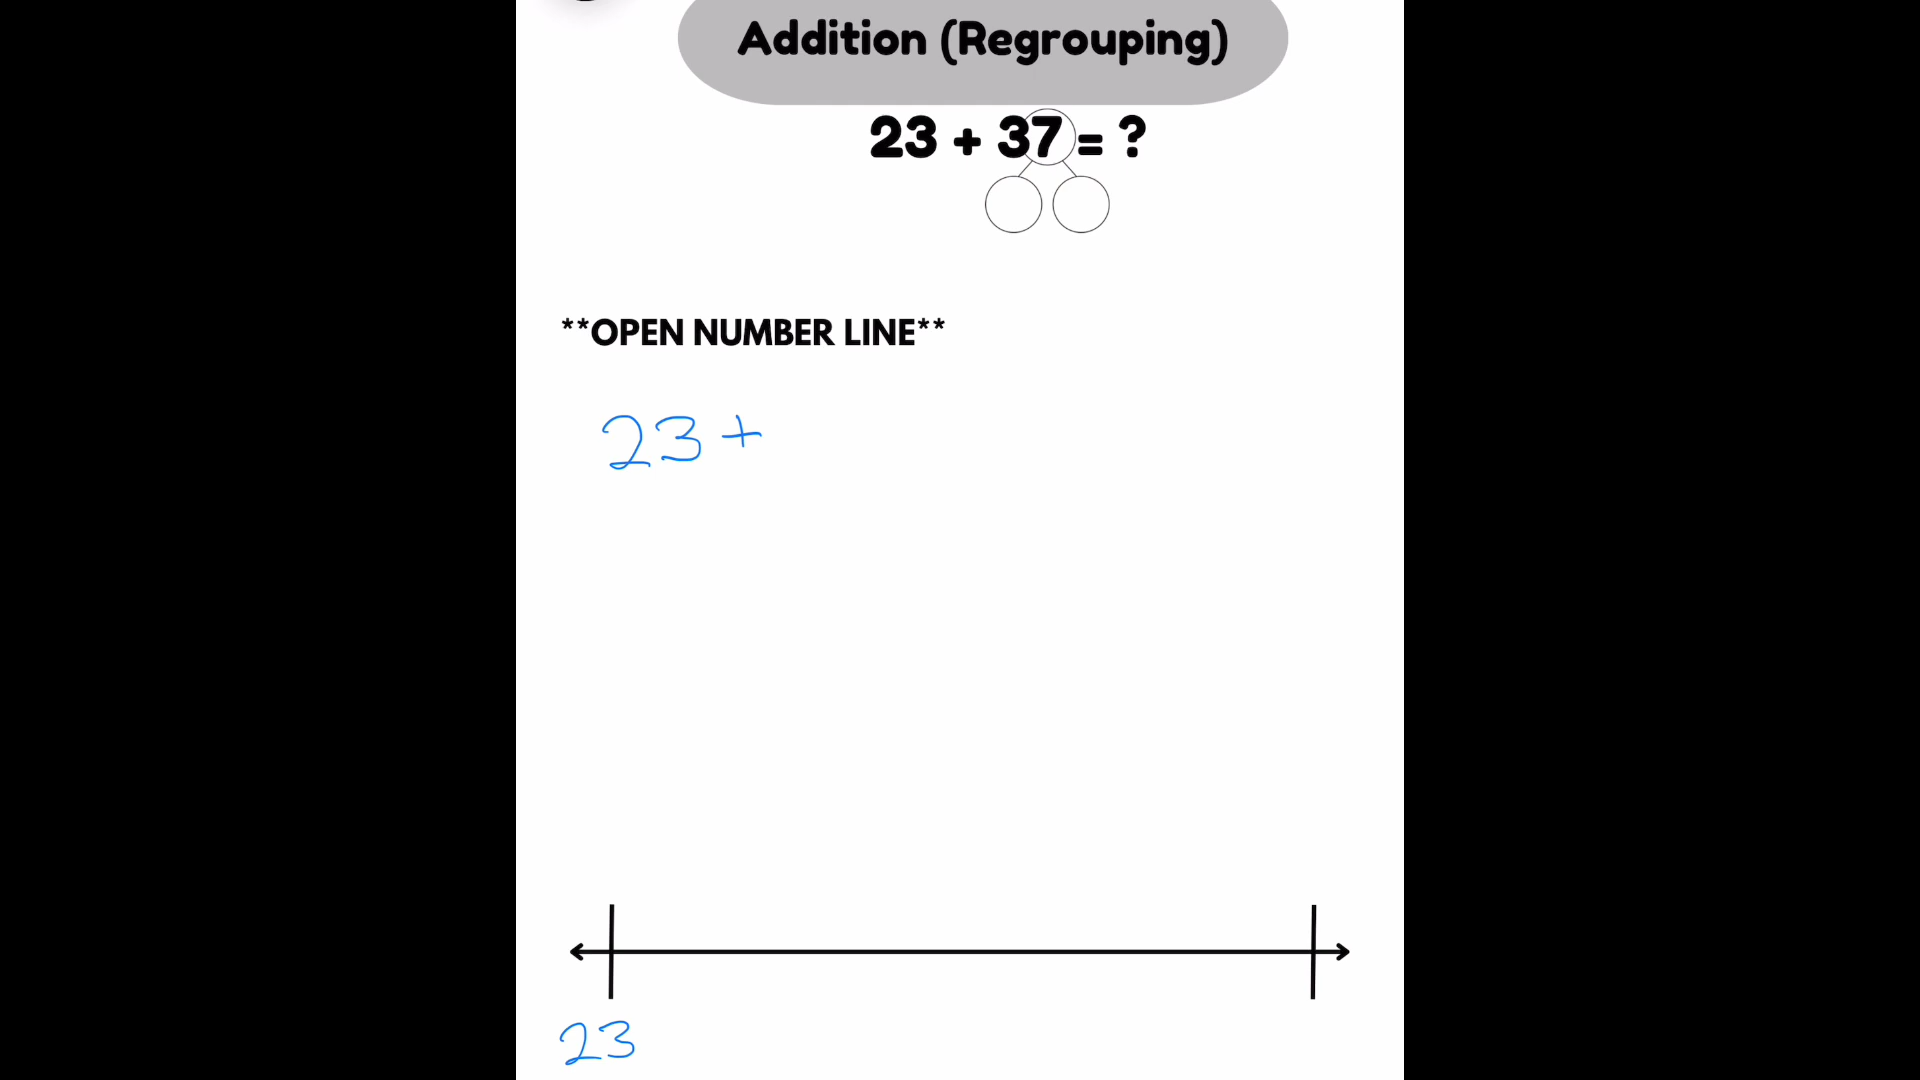 Addition (Regrouping)
23 + 37 = ?
**OPEN NUMBER LINE**
23 +
23